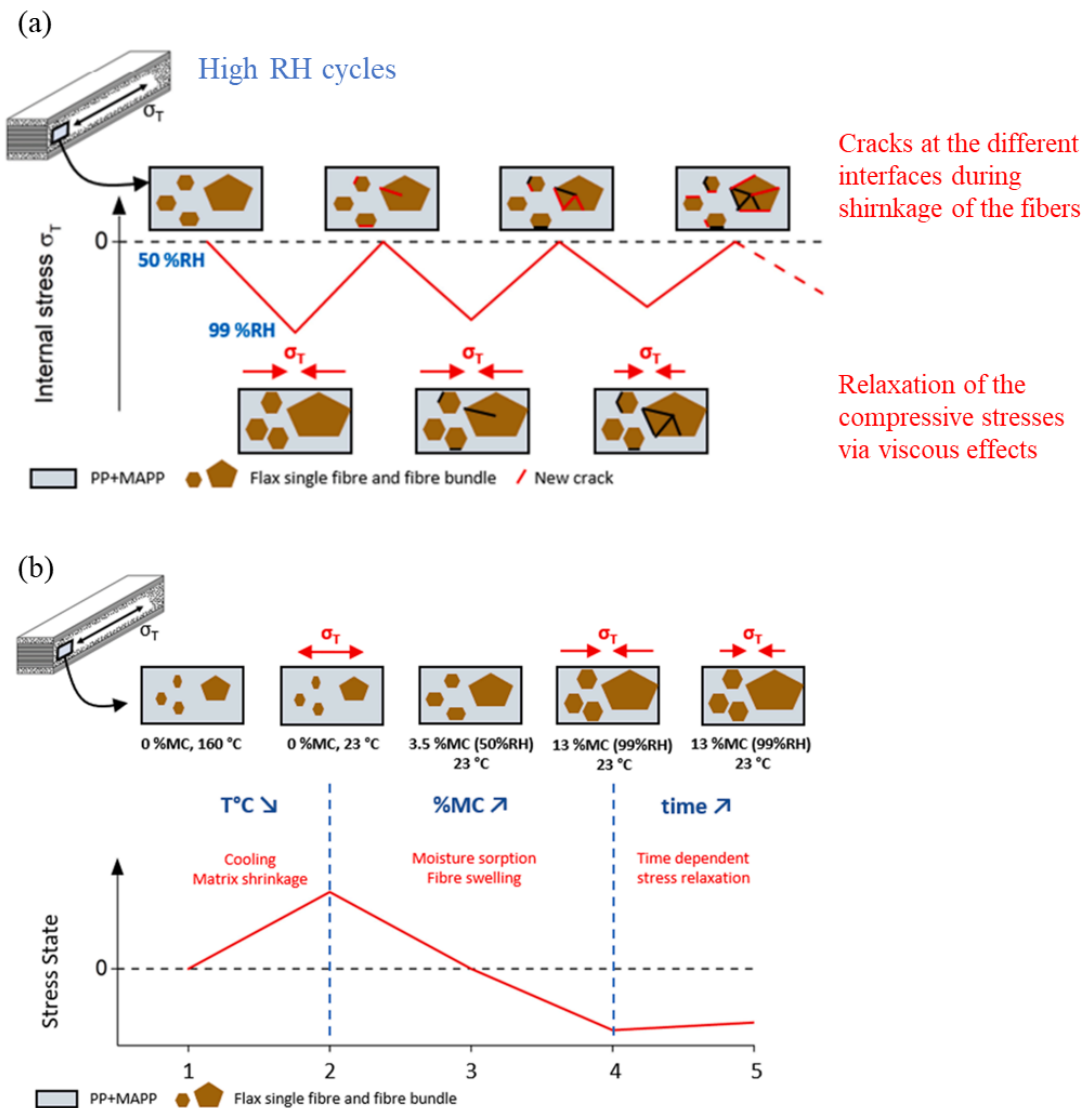 (a)
High RH cycles
σT
Cracks at the different
interfaces during
shirnkage of the fibers
Internal stress σT
0
50 %RH
99 %RH
σT
σT
σT
Relaxation of the
compressive stresses
via viscous effects
PP+MAPP
Flax single fibre and fibre bundle
New crack
(b)
σT
σT
σT
σT
0 %MC, 160 °C
0 %MC, 23 °C
3.5 %MC (50%RH)
23 °C
13 %MC (99%RH)
23 °C
13 %MC (99%RH)
23 °C
T°C ↘
%MC ↗
time ↗
Cooling
Matrix shrinkage
Moisture sorption
Fibre swelling
Time dependent
stress relaxation
Stress State
0
1 2 3 4 5
PP+MAPP
Flax single fibre and fibre bundle